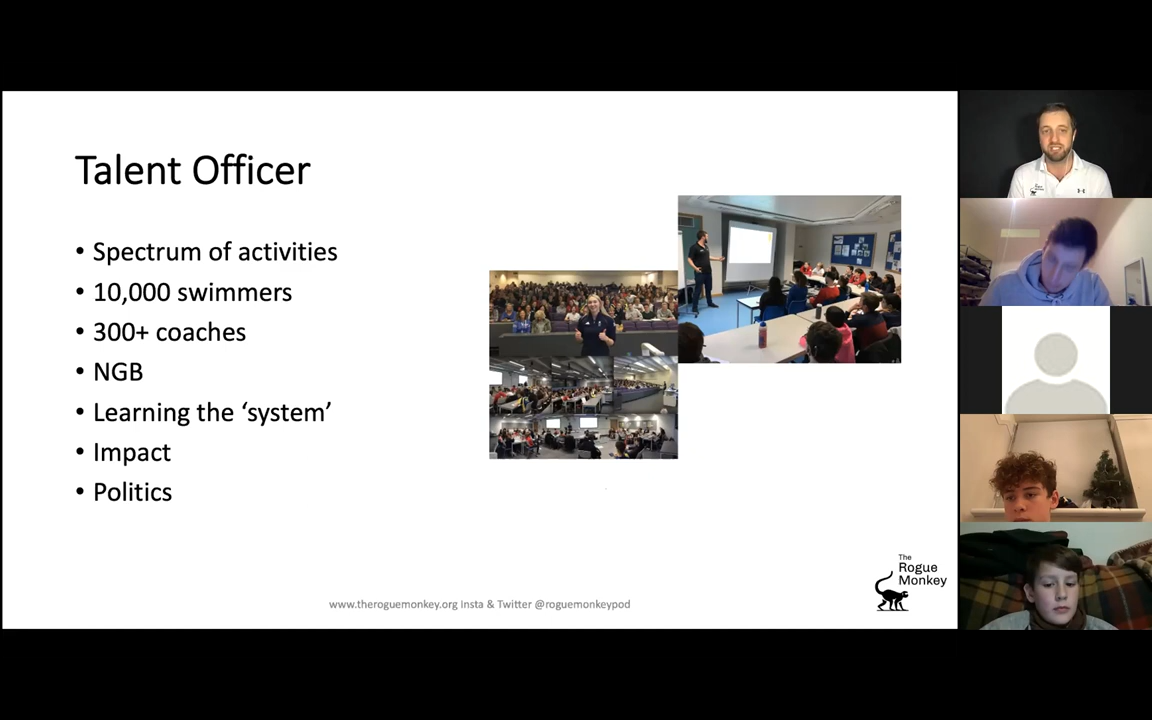 Talent Officer
• Spectrum of activities
• 10,000 swimmers
• 300+ coaches
• NGB
• Learning the ‘system’
• Impact
• Politics
The
Rogue
Monkey
www.theroguemonkey.org Insta & Twitter @roguemonkeypod